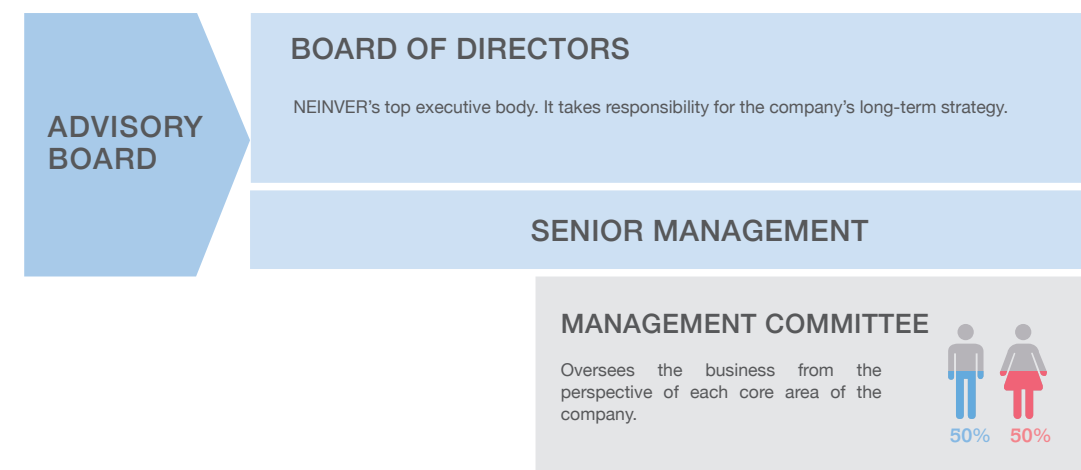 ADVISORY
BOARD
BOARD OF DIRECTORS
NEINVER’s top executive body. It takes responsibility for the company’s long-term strategy.
SENIOR MANAGEMENT
MANAGEMENT COMMITTEE
Oversees the business from the
perspective of each core area of the
company.
50% 50%